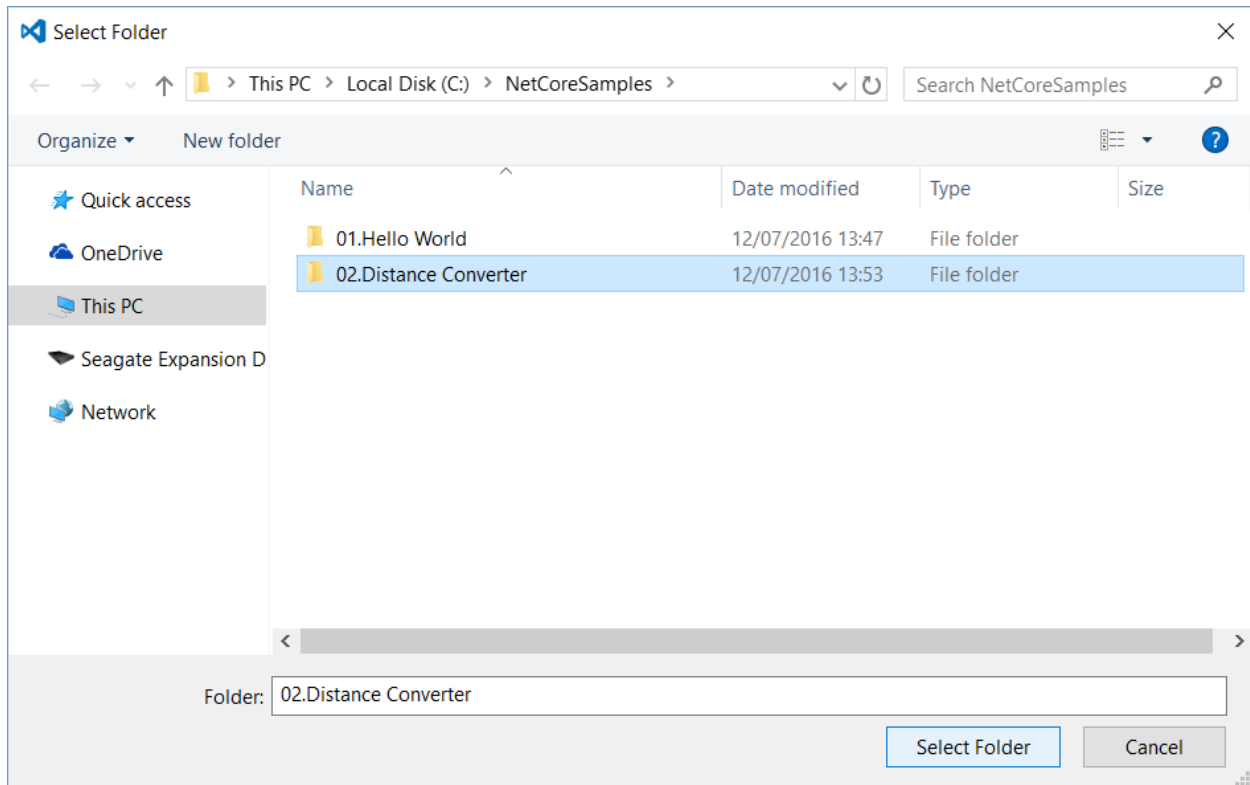 Select Folder
This PC > Local Disk (C:) > NetCoreSamples >
Search NetCoreSamples
Organize
New folder
?
Name
Date modified
Type
Size
Quick access
OneDrive
This PC
Seagate Expansion D
Network
01.Hello World 12/07/2016 13:47 File folder
02.Distance Converter 12/07/2016 13:53 File folder
Folder: 02.Distance Converter
Select Folder
Cancel